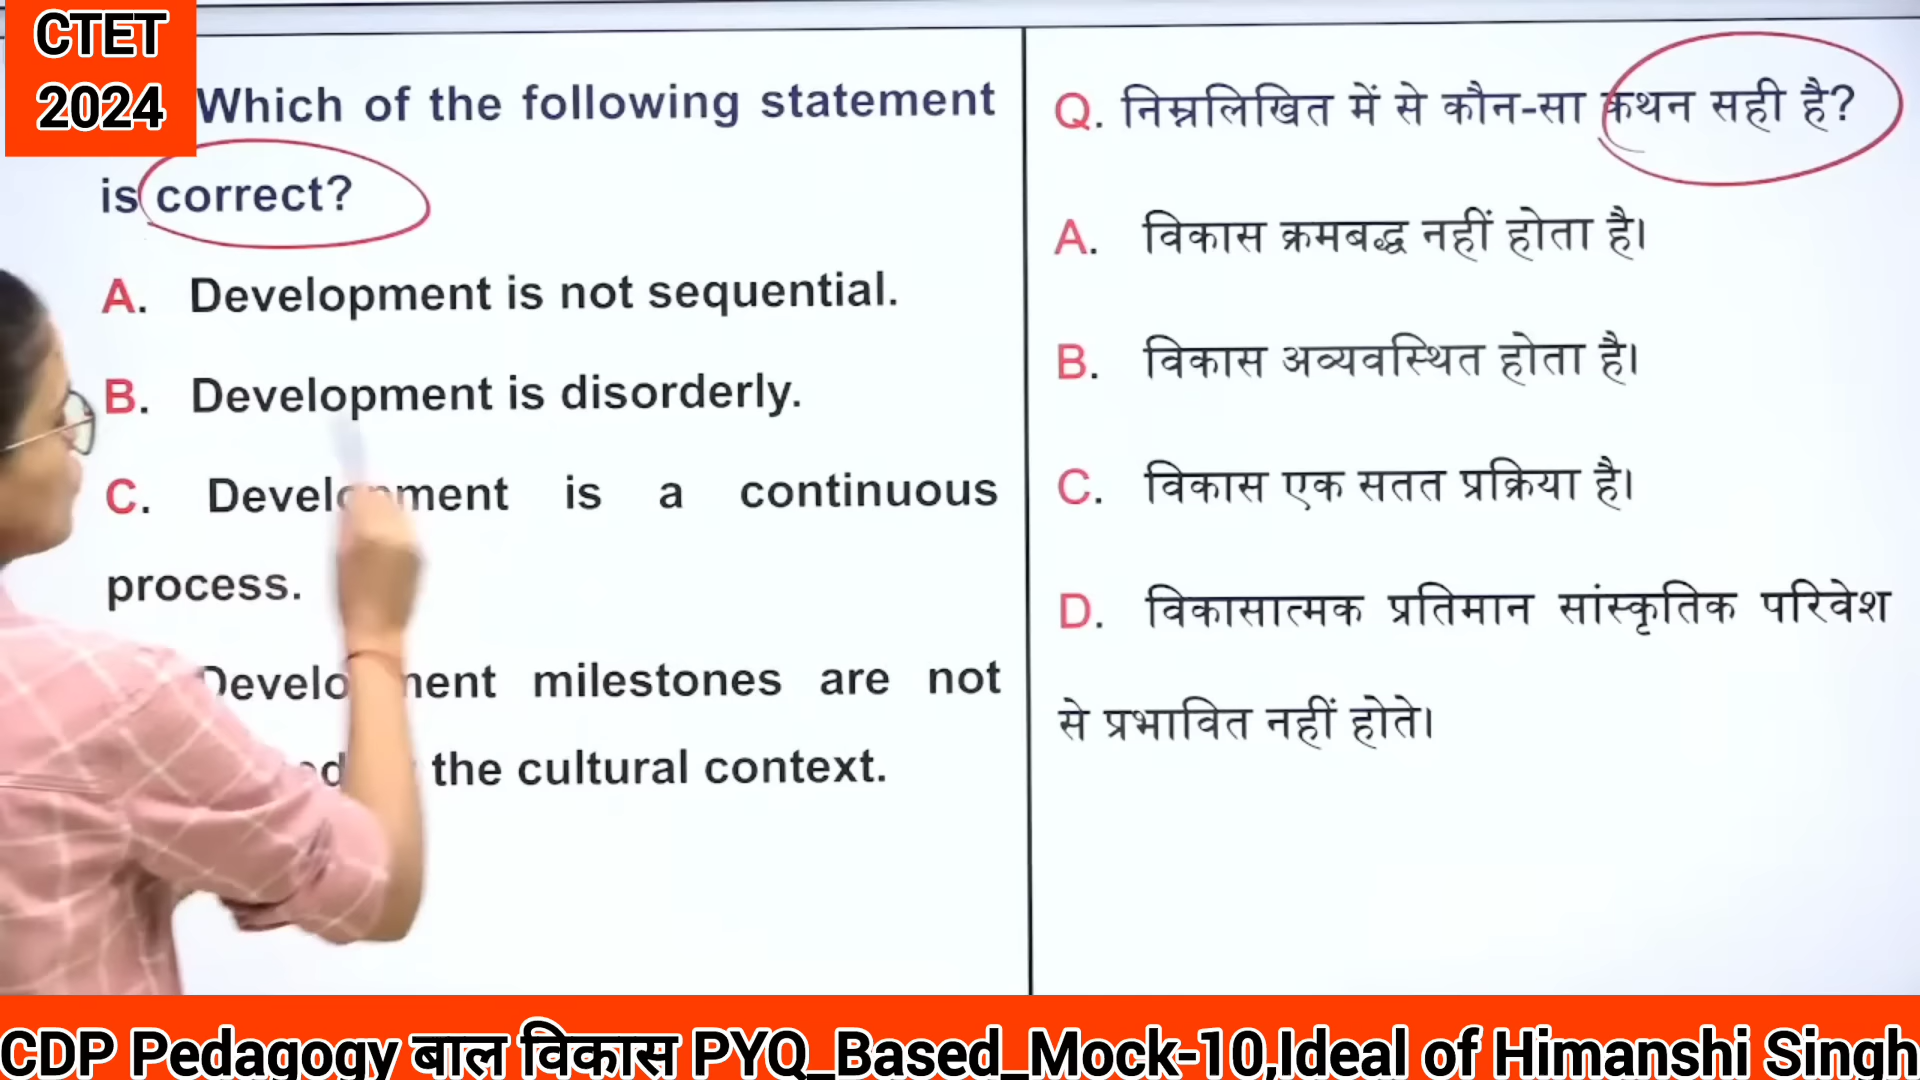 CTET
2024
Which of the following statement
is correct?
A. Development is not sequential.
B. Development is disorderly.
C. Development is a continuous
process.
Development milestones are not
the cultural context.
Q. निम्नलिखित में से कौन-सा कथन सही है?
A. विकास क्रमबद्ध नहीं होता है।
B. विकास अव्यवस्थित होता है।
C. विकास एक सतत प्रक्रिया है।
D. विकासात्मक प्रतिमान सांस्कृतिक परिवेश
से प्रभावित नहीं होते।
CDP Pedagogy बाल विकास PYQ_Based_Mock-10,Ideal of Himanshi Singh